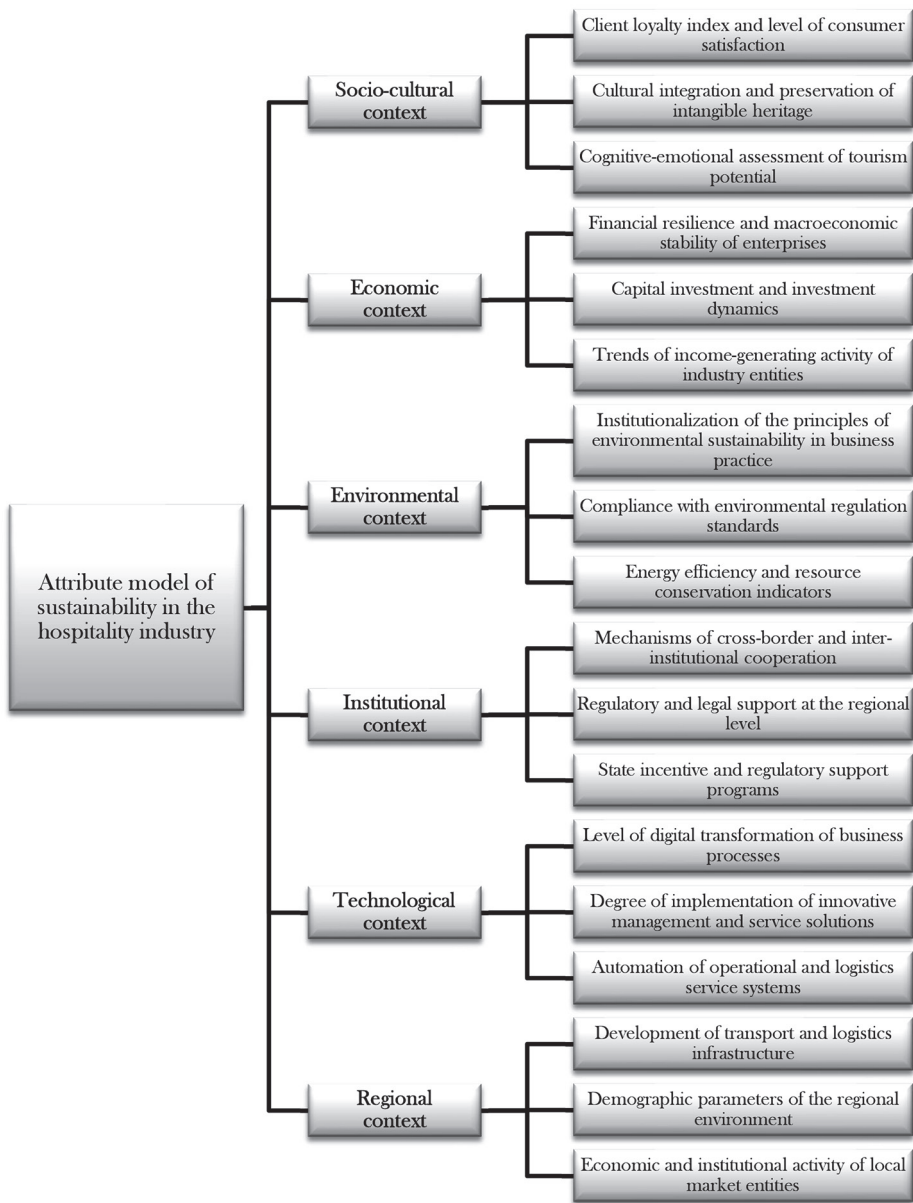 Attribute model of
sustainability in the
hospitality industry
Socio-cultural
context
Client loyalty index and level of consumer
satisfaction
Cultural integration and preservation of
intangible heritage
Cognitive-emotional assessment of tourism
potential
Economic
context
Financial resilience and macroeconomic
stability of enterprises
Capital investment and investment
dynamics
Trends of income-generating activity of
industry entities
Environmental
context
Institutionalization of the principles of
environmental sustainability in business
practice
Compliance with environmental regulation
standards
Energy efficiency and resource
conservation indicators
Institutional
context
Mechanisms of cross-border and inter-
institutional cooperation
Regulatory and legal support at the regional
level
State incentive and regulatory support
programs
Technological
context
Level of digital transformation of business
processes
Degree of implementation of innovative
management and service solutions
Automation of operational and logistics
service systems
Regional
context
Development of transport and logistics
infrastructure
Demographic parameters of the regional
environment
Economic and institutional activity of local
market entities